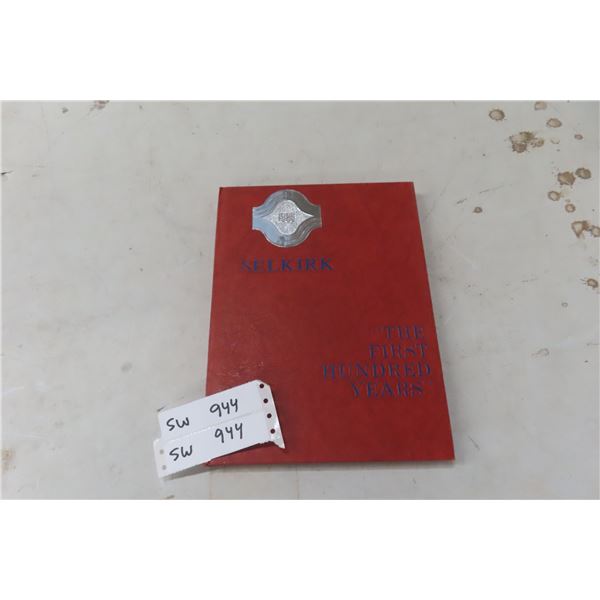 SELKIRK
"THE
FIRST
HUNDRED
YEARS"
SW 944
SW 944